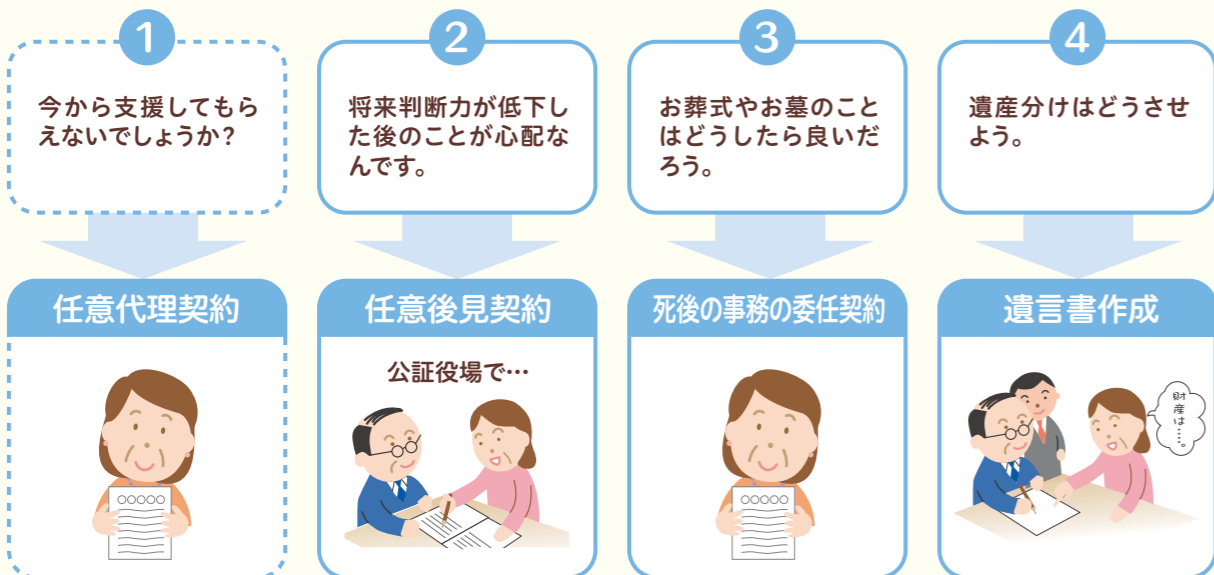 1
今から支援してもら
えないでしょうか？
任意代理契約
○○○○○
2
将来判断力が低下し
た後のことが心配な
んです。
任意後見契約
公証役場で…
3
お葬式やお墓のこと
はどうしたら良いだ
ろう。
死後の事務の委任契約
○○○○○
4
遺産分けはどうさせ
よう。
遺言書作成
財産は……。